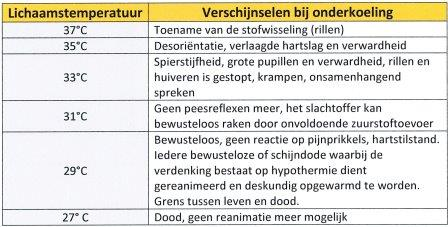 Lichaamstemperatuur Verschijnselen bij onderkoeling
37°C Toename van de stofwisseling (rillen)
35°C Desoriëntatie, verlaagde hartslag en verwardheid
Spierstijfheid, grote pupillen en verwardheid, rillen en
33°C huiveren is gestopt, krampen, onsamenhangend
spreken
31°C Geen peesreflexen meer, het slachtoffer kan
bewusteloos raken door onvoldoende zuurstoftoevoer
Bewusteloos, geen reactie op pijnprikkels, hartstilstand.
Iedere bewusteloze of schijndode waarbij de
29°C verdenking bestaat op hypothermie dient
gereanimeerd en deskundig opgewarmd te worden.
Grens tussen leven en dood.
27° C Dood, geen reanimatie meer mogelijk